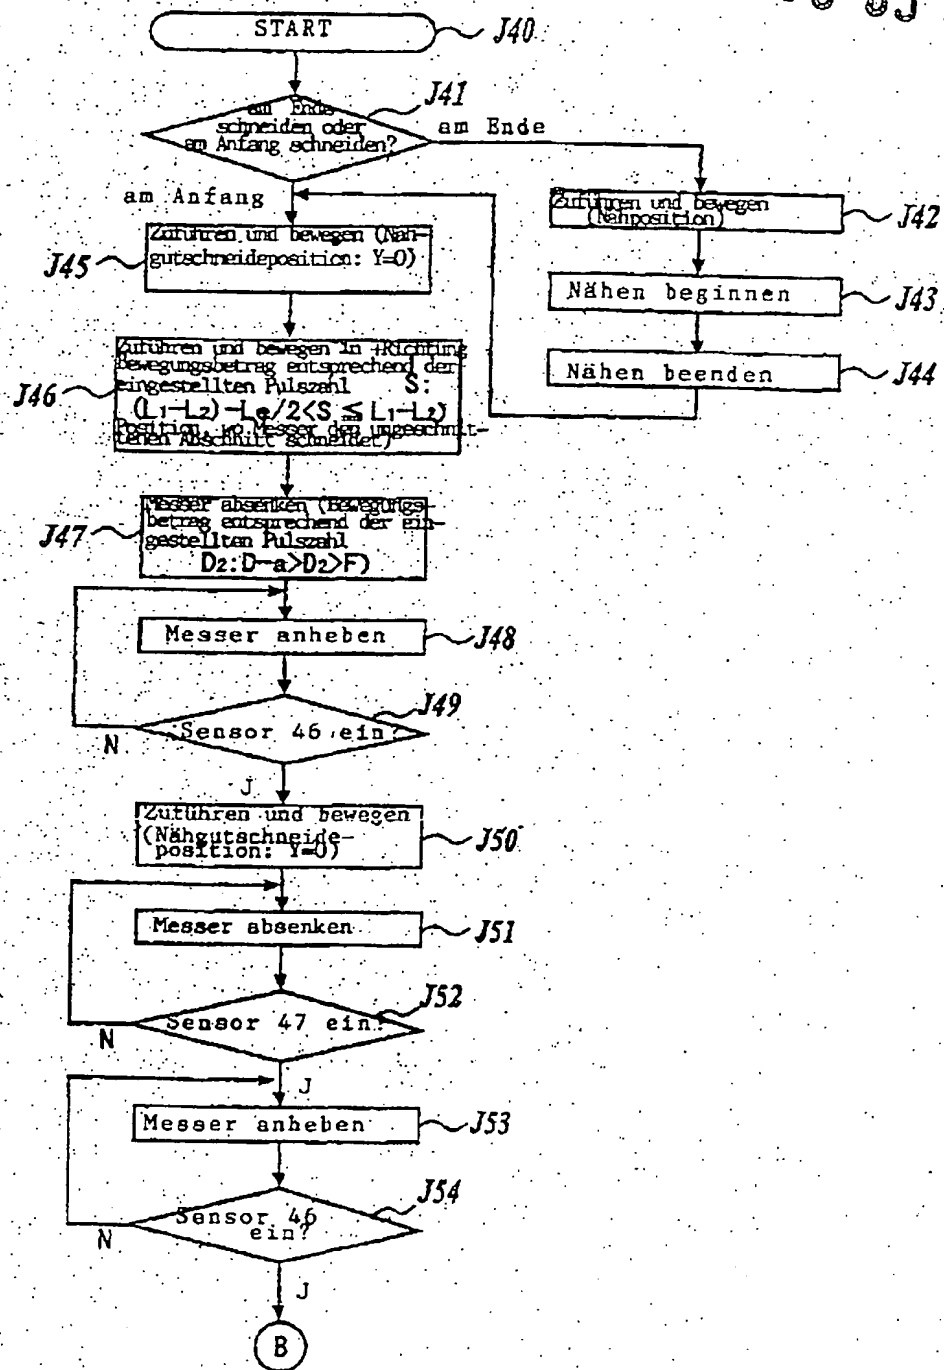 START
J40
J41
am Ende
schneiden oder
am Anfang schneiden?
am Ende
am Anfang
Zuführen und bewegen
(Nähposition)
J42
Nähen beginnen
J43
Nähen beenden
J44
Zuführen und bewegen (Näh-
gutschneideposition: Y=0)
J45
Zuführen und bewegen in +Richtung
Bewegungsbetrag entsprechend der
eingestellten Pulszahl S:
(L1-L2)-Le/2<S≦L1-L2)
Position, wo Messer den ungeschnit-
tenen Abschnitt schneidet)
J46
Messer absenken (Bewegungs-
betrag entsprechend der ein-
gestellten Pulszahl
D2:D-a>D2>F)
J47
Messer anheben
J48
J49
Sensor 46 ein?
N
J
Zuführen und bewegen
(Nähgutschneide-
position: Y=0)
J50
Messer absenken
J51
J52
Sensor 47 ein?
N
J
Messer anheben
J53
J54
Sensor 46
ein?
N
J
B